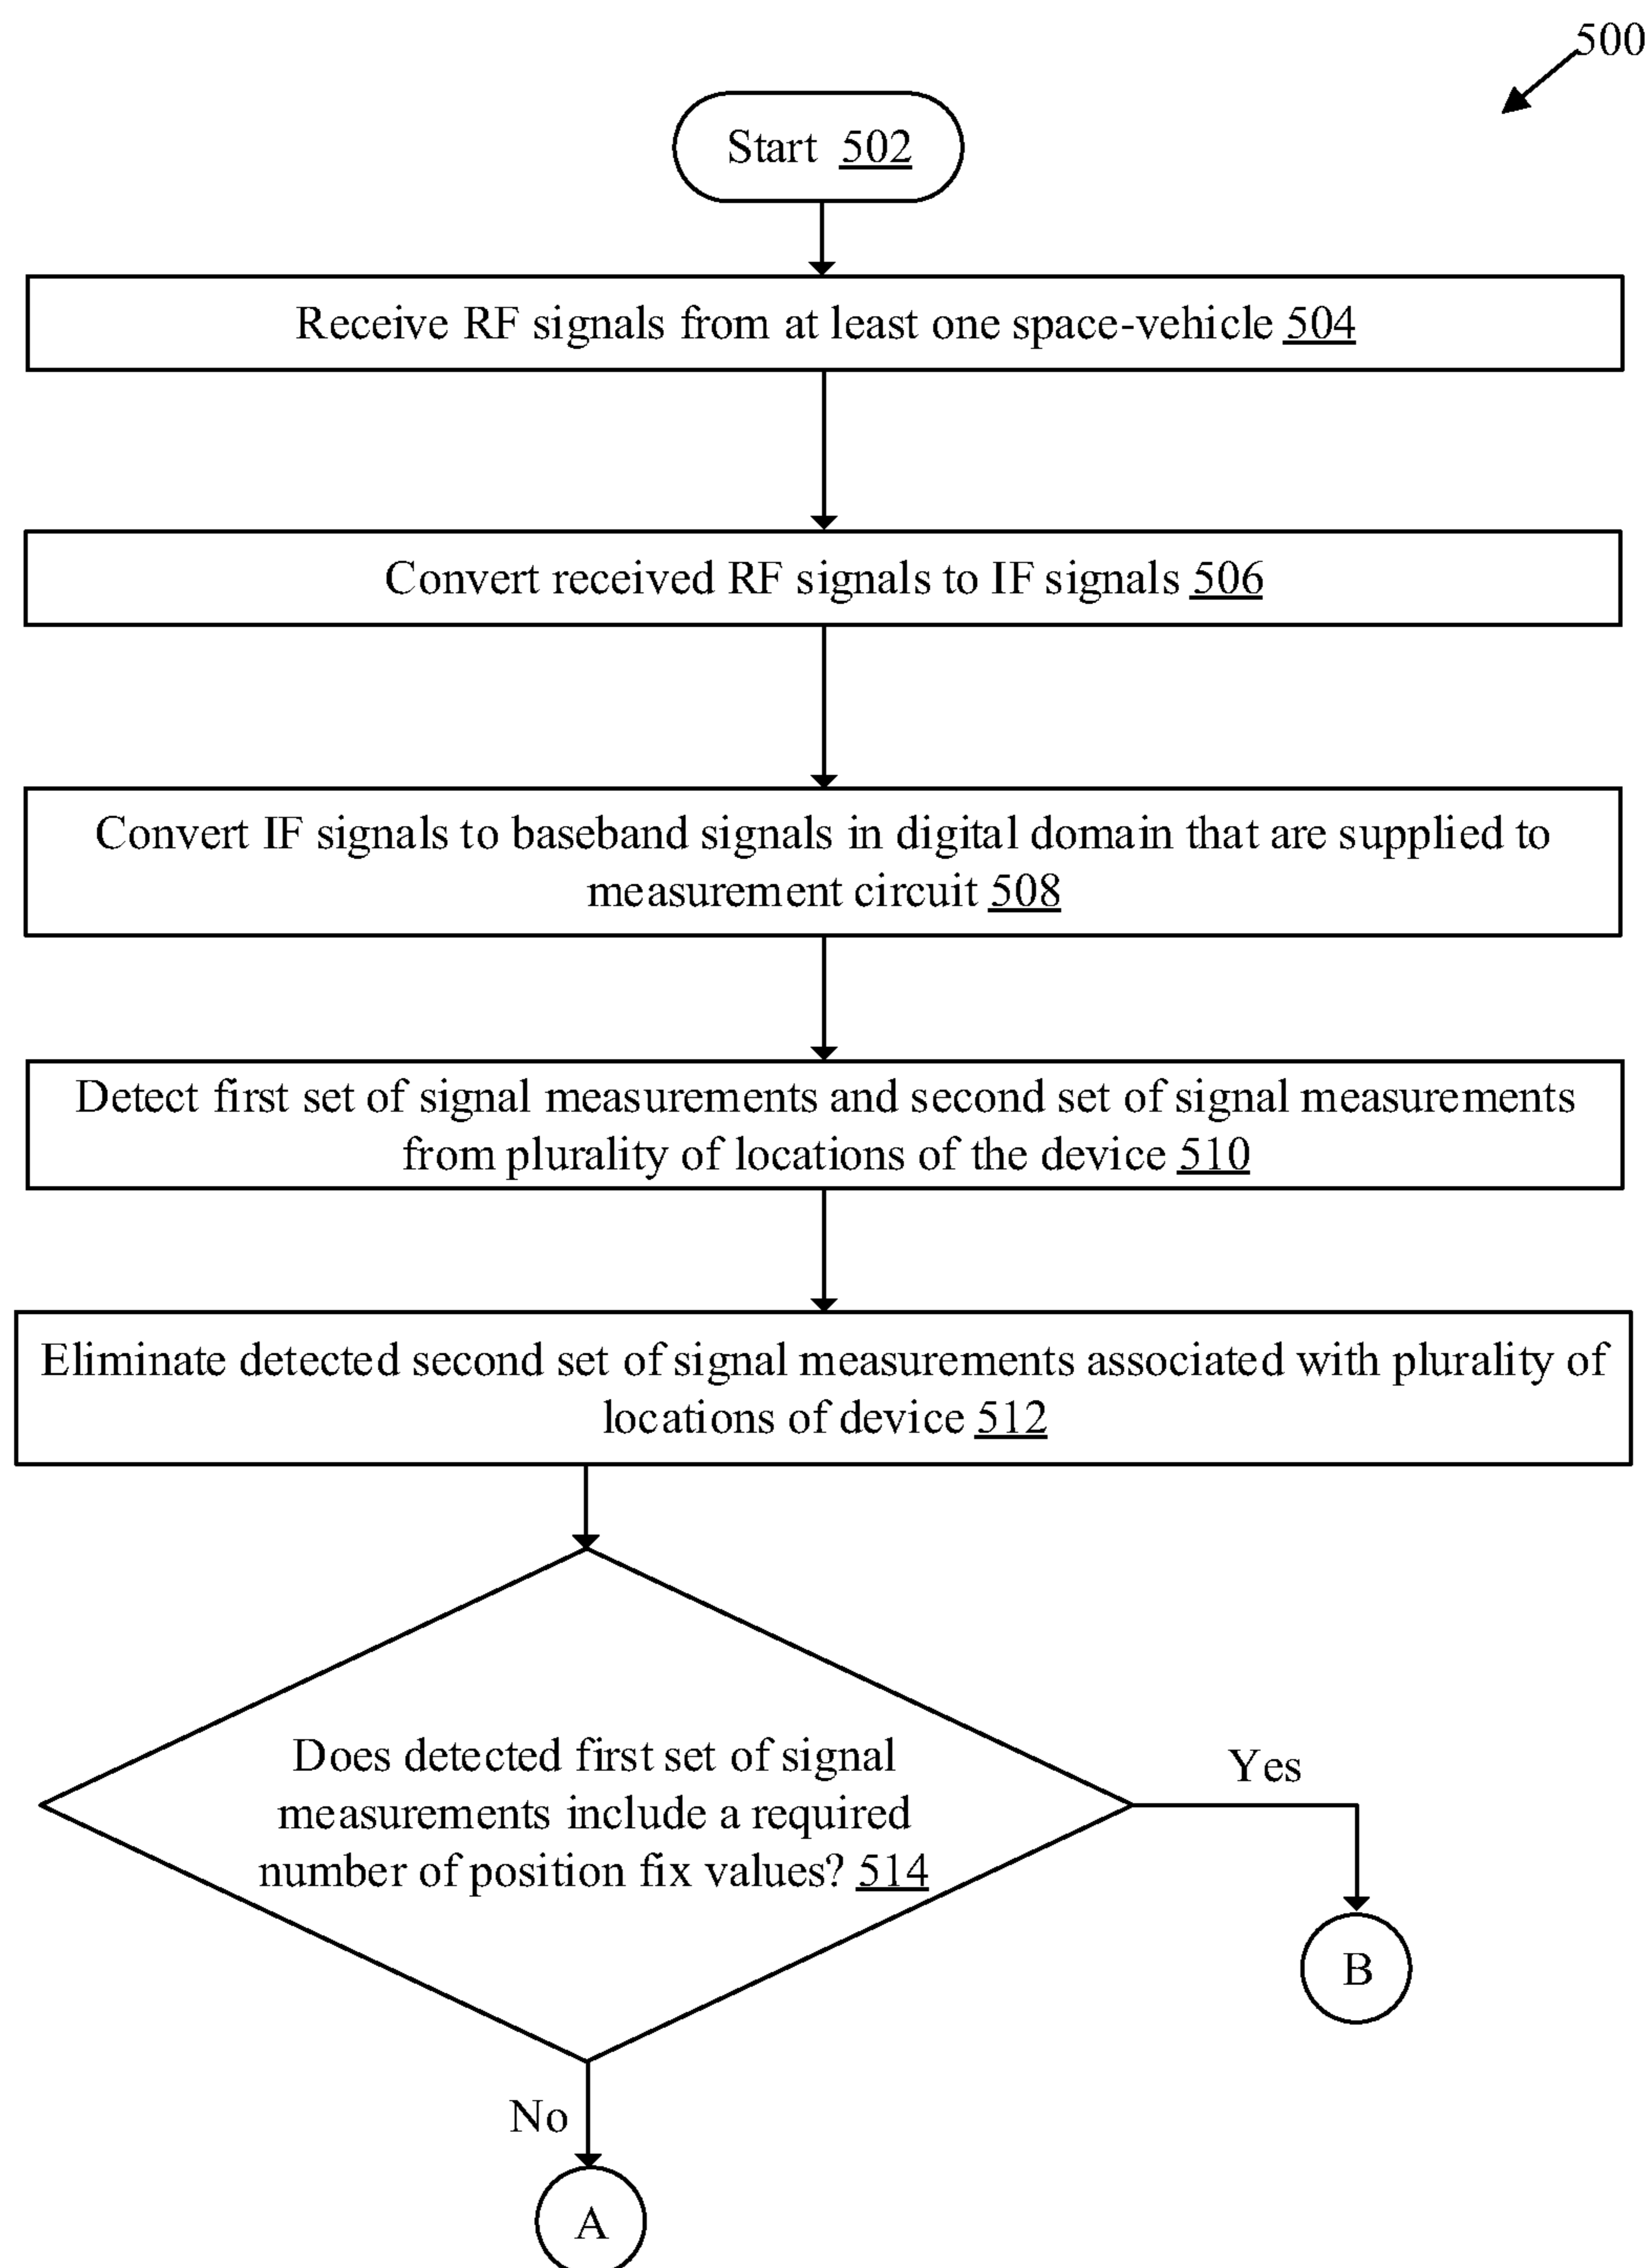 500
Start 502
Receive RF signals from at least one space-vehicle 504
Convert received RF signals to IF signals 506
Convert IF signals to baseband signals in digital domain that are supplied to
measurement circuit 508
Detect first set of signal measurements and second set of signal measurements
from plurality of locations of the device 510
Eliminate detected second set of signal measurements associated with plurality of
locations of device 512
Does detected first set of signal
measurements include a required
number of position fix values? 514
Yes
B
No
A